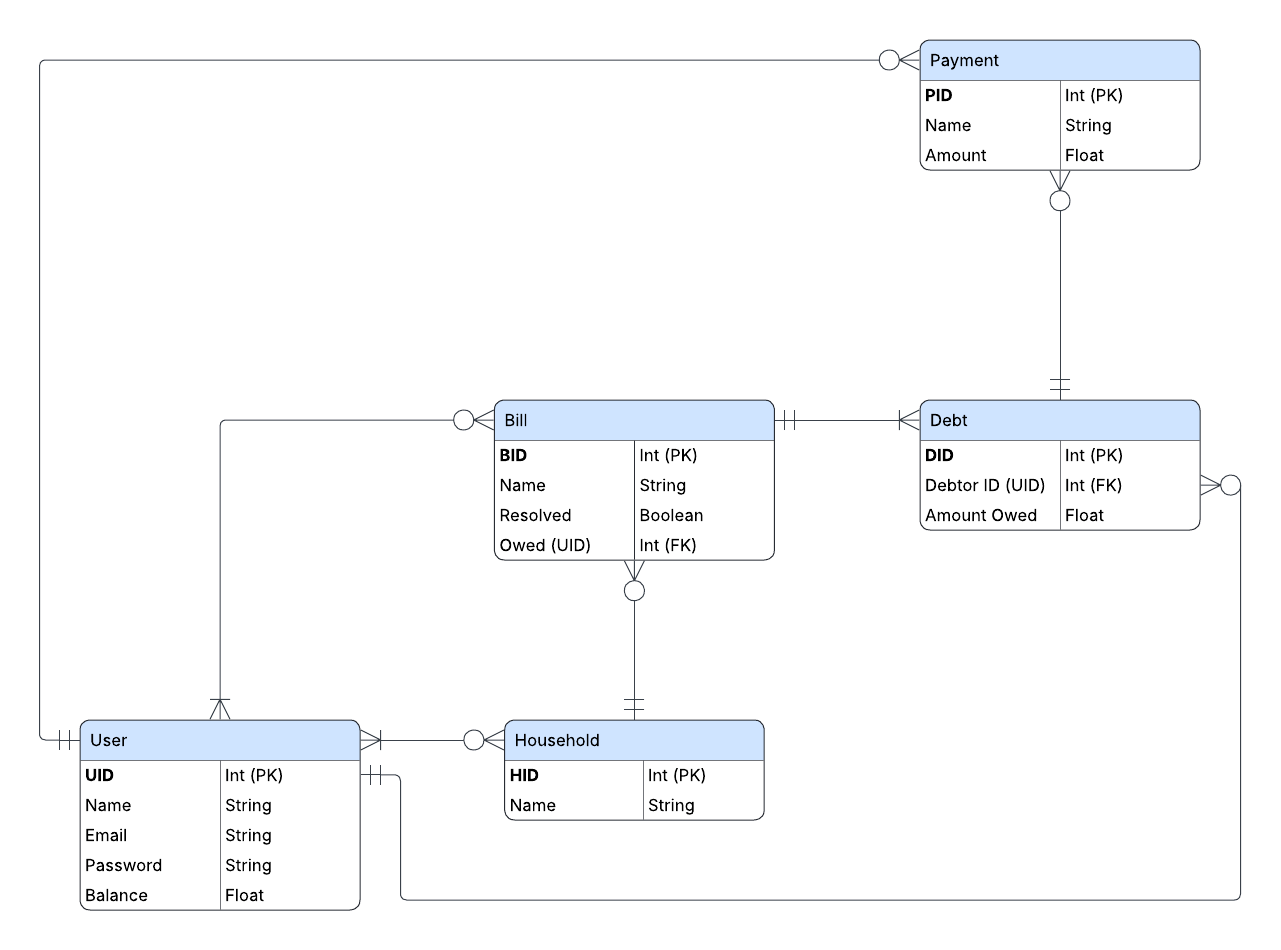 Payment
PID Int (PK)
Name String
Amount Float
Bill
BID Int (PK)
Name String
Resolved Boolean
Owed (UID) Int (FK)
Debt
DID Int (PK)
Debtor ID (UID) Int (FK)
Amount Owed Float
User
UID Int (PK)
Name String
Email String
Password String
Balance Float
Household
HID Int (PK)
Name String